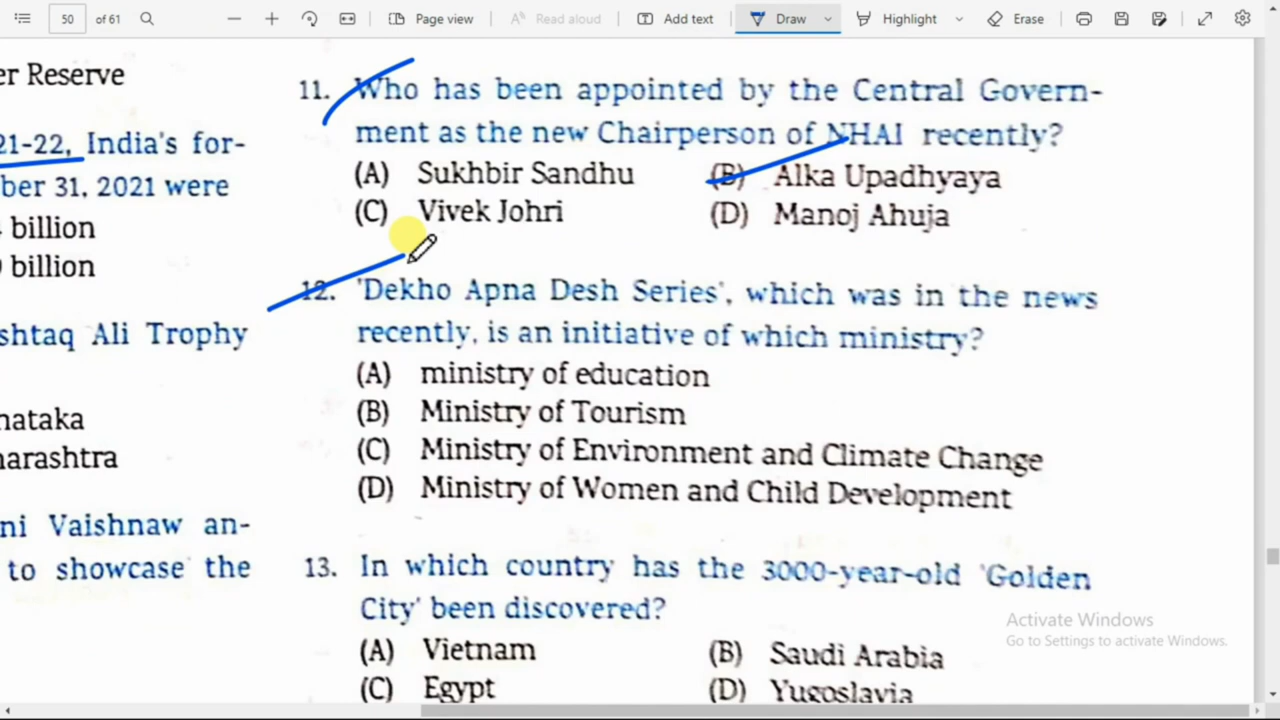 50
of 61
Page view
Read aloud
Add text
Draw
Highlight
Erase
er Reserve
21-22, India's for-
ber 31, 2021 were
billion
billion
shtaq Ali Trophy
nataka
arashtra
ni Vaishnaw an-
to showcase the
11. Who has been appointed by the Central Govern-
ment as the new Chairperson of NHAI recently?
(A) Sukhbir Sandhu (B) Alka Upadhyaya
(C) Vivek Johri (D) Manoj Ahuja
12. 'Dekho Apna Desh Series', which was in the news
recently, is an initiative of which ministry?
(A) ministry of education
(B) Ministry of Tourism
(C) Ministry of Environment and Climate Change
(D) Ministry of Women and Child Development
13. In which country has the 3000-year-old 'Golden
City' been discovered?
(A) Vietnam (B) Saudi Arabia
(C) Egypt (D) Yugoslavia
Activate Windows
Go to Settings to activate Windows.